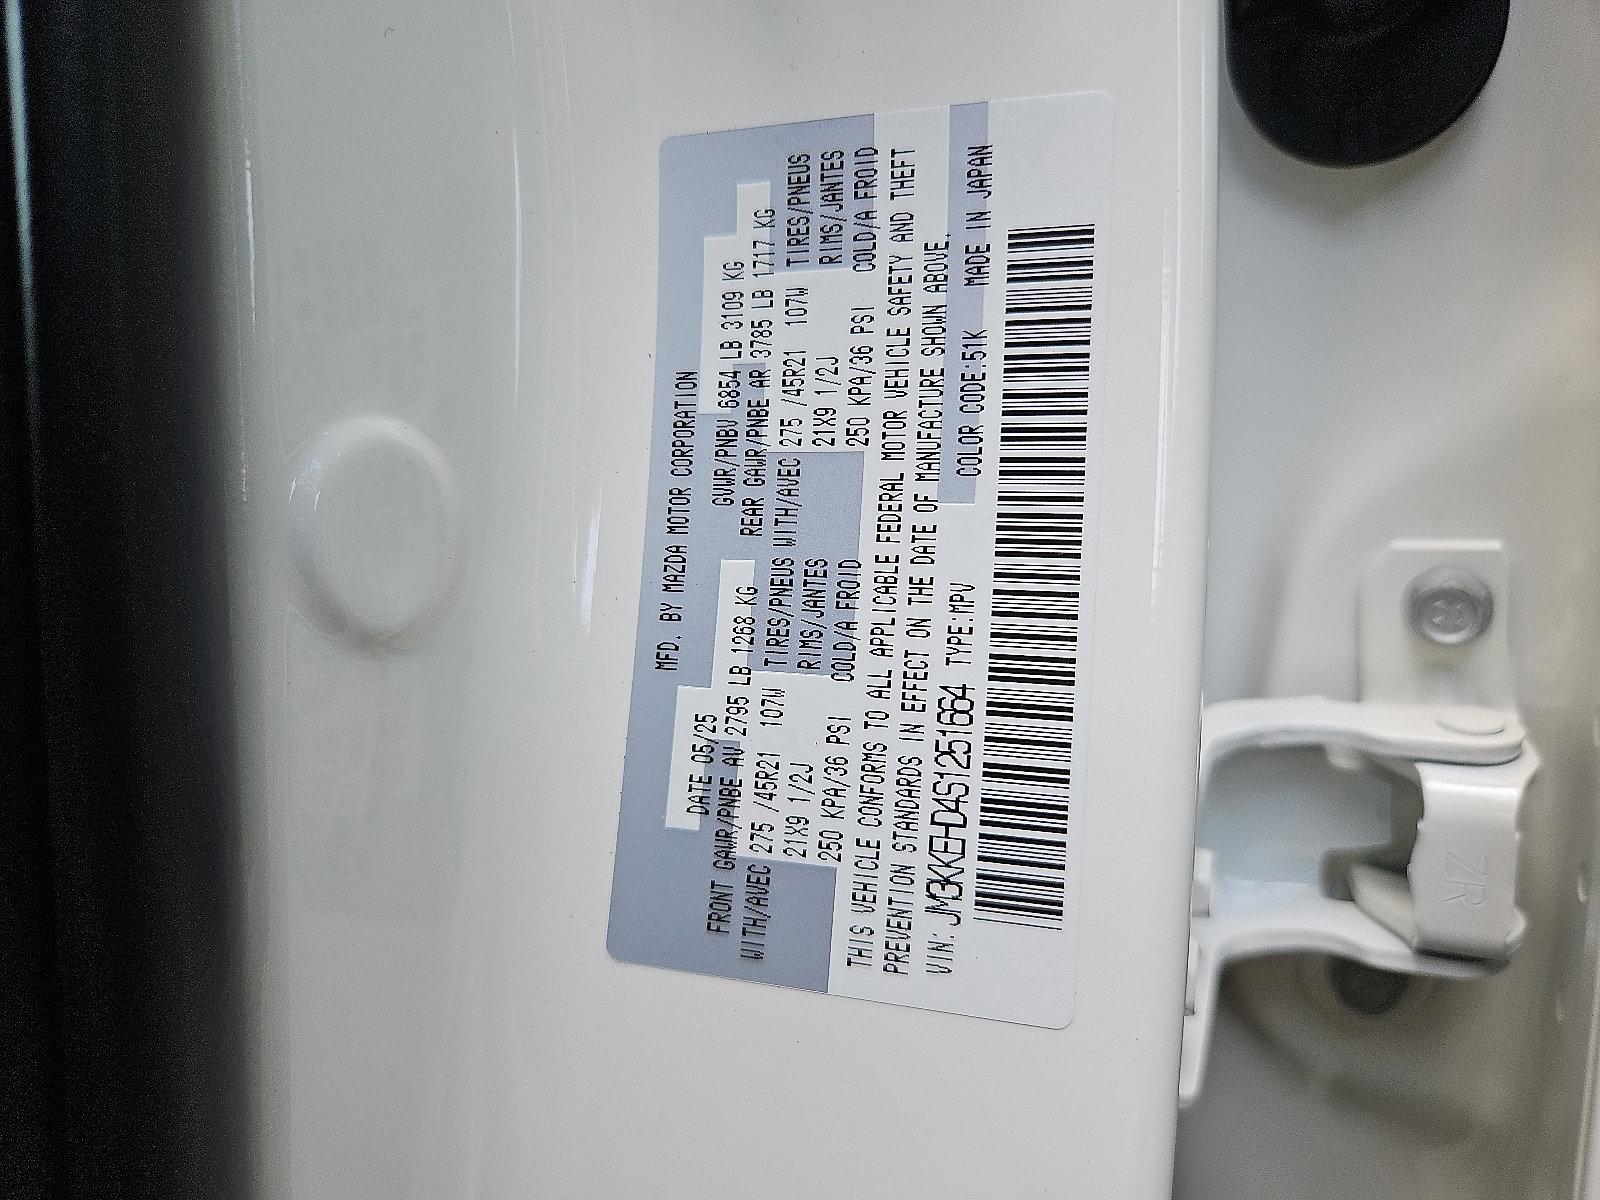 MFD. BY MAZDA MOTOR CORPORATION
DATE 05/25 GVWR/PNBV 6854 LB 3109 KG
FRONT GAWR/PNBE AV 2795 LB 1268 KG REAR GAWR/PNBE AR 3785 LB 1717 KG
WITH/AVEC 275 /45R21 107W TIRES/PNEUS WITH/AVEC 275 /45R21 107W TIRES/PNEUS
21X9 1/2J RIMS/JANTES 21X9 1/2J RIMS/JANTES
250 KPA/36 PSI COLD/A FROID 250 KPA/36 PSI COLD/A FROID
THIS VEHICLE CONFORMS TO ALL APPLICABLE FEDERAL MOTOR VEHICLE SAFETY AND THEFT
PREVENTION STANDARDS IN EFFECT ON THE DATE OF MANUFACTURE SHOWN ABOVE.
VIN: JM3KKEHD4S1251664 TYPE:MPV COLOR CODE:51K MADE IN JAPAN
ZR